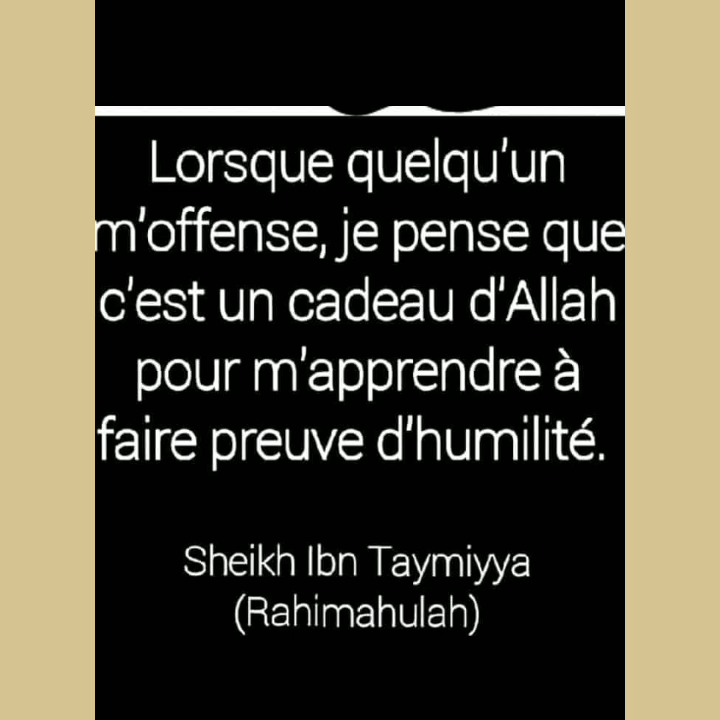 Lorsque quelqu'un
m'offense, je pense que
c'est un cadeau d'Allah
pour m'apprendre à
faire preuve d'humilité.
Sheikh Ibn Taymiyya
(Rahimahulah)